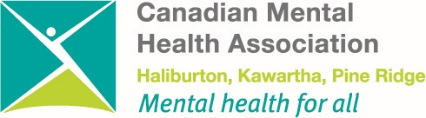 Canadian Mental
Health Association
Haliburton, Kawartha, Pine Ridge
Mental health for all